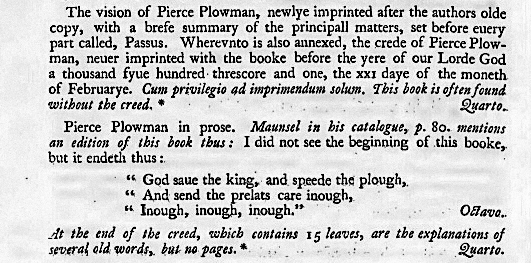 The vision of Pierce Plowman, newlye imprinted after the authors olde
copy, with a brefe summary of the principall matters, set before euery
part called, Passus. Wherevnto is also annexed, the crede of Pierce Plow-
man, neuer imprinted with the booke before the yere of our Lorde God
a thousand fyue hundred threscore and one, the xxi daye of the moneth
of Februarye. Cum privilegio ad imprimendum solum. This book is often found
without the creed. * Quarto.
Pierce Plowman in prose. Maunsel in his catalogue, p. 80. mentions
an edition of this book thus: I did not see the beginning of this booke,
but it endeth thus:
“ God saue the king, and speede the plough,
“ And send the prelats care inough,
“ Inough, inough, inough.” Octavo.
At the end of the creed, which contains 15 leaves, are the explanations of
several old words, but no pages. * Quarto.